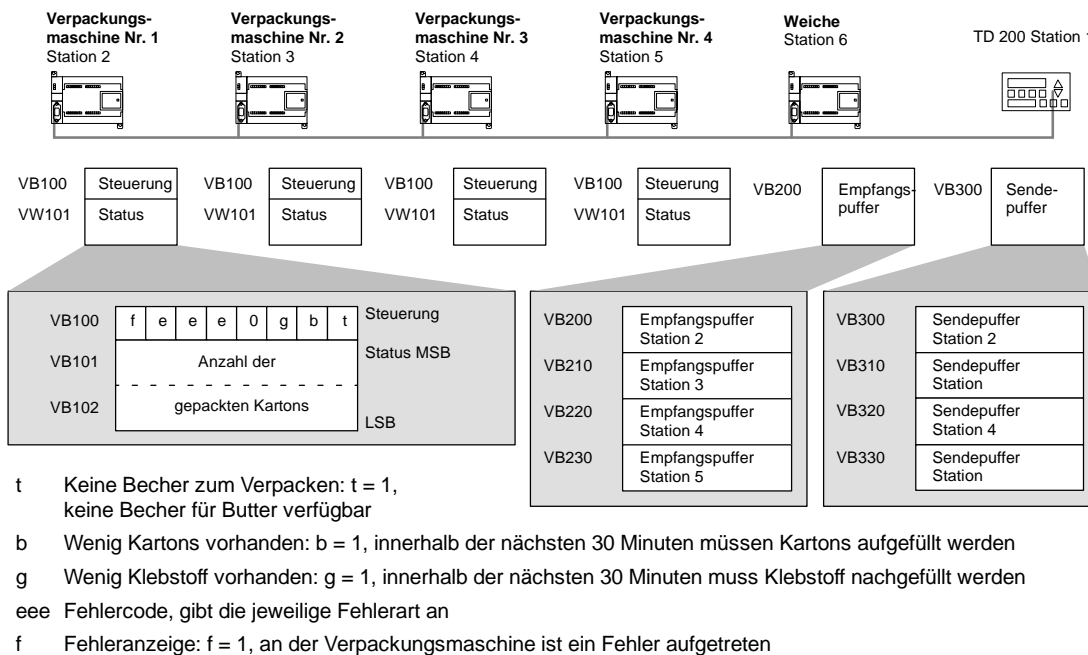 Verpackungs-
maschine Nr. 1
Station 2
Verpackungs-
maschine Nr. 2
Station 3
Verpackungs-
maschine Nr. 3
Station 4
Verpackungs-
maschine Nr. 4
Station 5
Weiche
Station 6
TD 200 Station 1
VB100 Steuerung
VW101 Status
VB100 Steuerung
VW101 Status
VB100 Steuerung
VW101 Status
VB100 Steuerung
VW101 Status
VB200 Empfangs-
puffer
VB300 Sende-
puffer
VB100 f e e e 0 g b t Steuerung
VB101 Anzahl der Status MSB
VB102 gepackten Kartons
LSB
VB200 Empfangspuffer
Station 2
VB210 Empfangspuffer
Station 3
VB220 Empfangspuffer
Station 4
VB230 Empfangspuffer
Station 5
VB300 Sendepuffer
Station 2
VB310 Sendepuffer
Station
VB320 Sendepuffer
Station 4
VB330 Sendepuffer
Station
t Keine Becher zum Verpacken: t = 1,
keine Becher für Butter verfügbar
b Wenig Kartons vorhanden: b = 1, innerhalb der nächsten 30 Minuten müssen Kartons aufgefüllt werden
g Wenig Klebstoff vorhanden: g = 1, innerhalb der nächsten 30 Minuten muss Klebstoff nachgefüllt werden
eee Fehlercode, gibt die jeweilige Fehlerart an
f Fehleranzeige: f = 1, an der Verpackungsmaschine ist ein Fehler aufgetreten